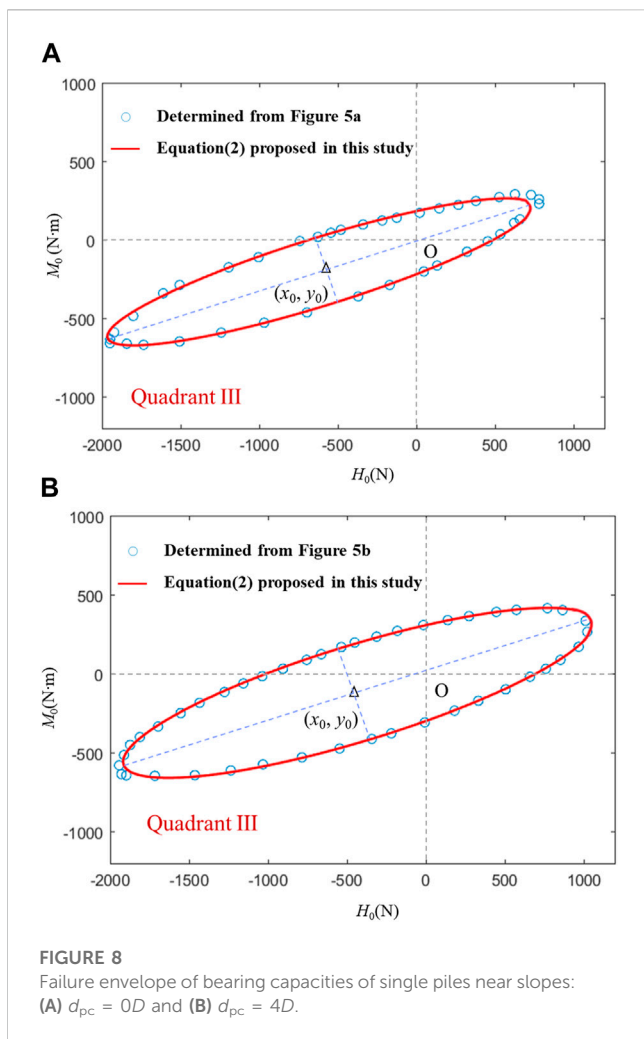 A
1000
500
0
-500
-1000
M₀ (N·m)
Determined from Figure 5a
Equation(2) proposed in this study
O
Δ
(x₀, y₀)
Quadrant III
-2000 -1500 -1000 -500 0 500 1000
H₀(N)
B
1000
500
0
-500
-1000
M₀(N·m)
Determined from Figure 5b
Equation(2) proposed in this study
O
Δ
(x₀, y₀)
Quadrant III
-2000 -1500 -1000 -500 0 500 1000
H₀(N)
FIGURE 8
Failure envelope of bearing capacities of single piles near slopes:
(A) dpc = 0D and (B) dpc = 4D.